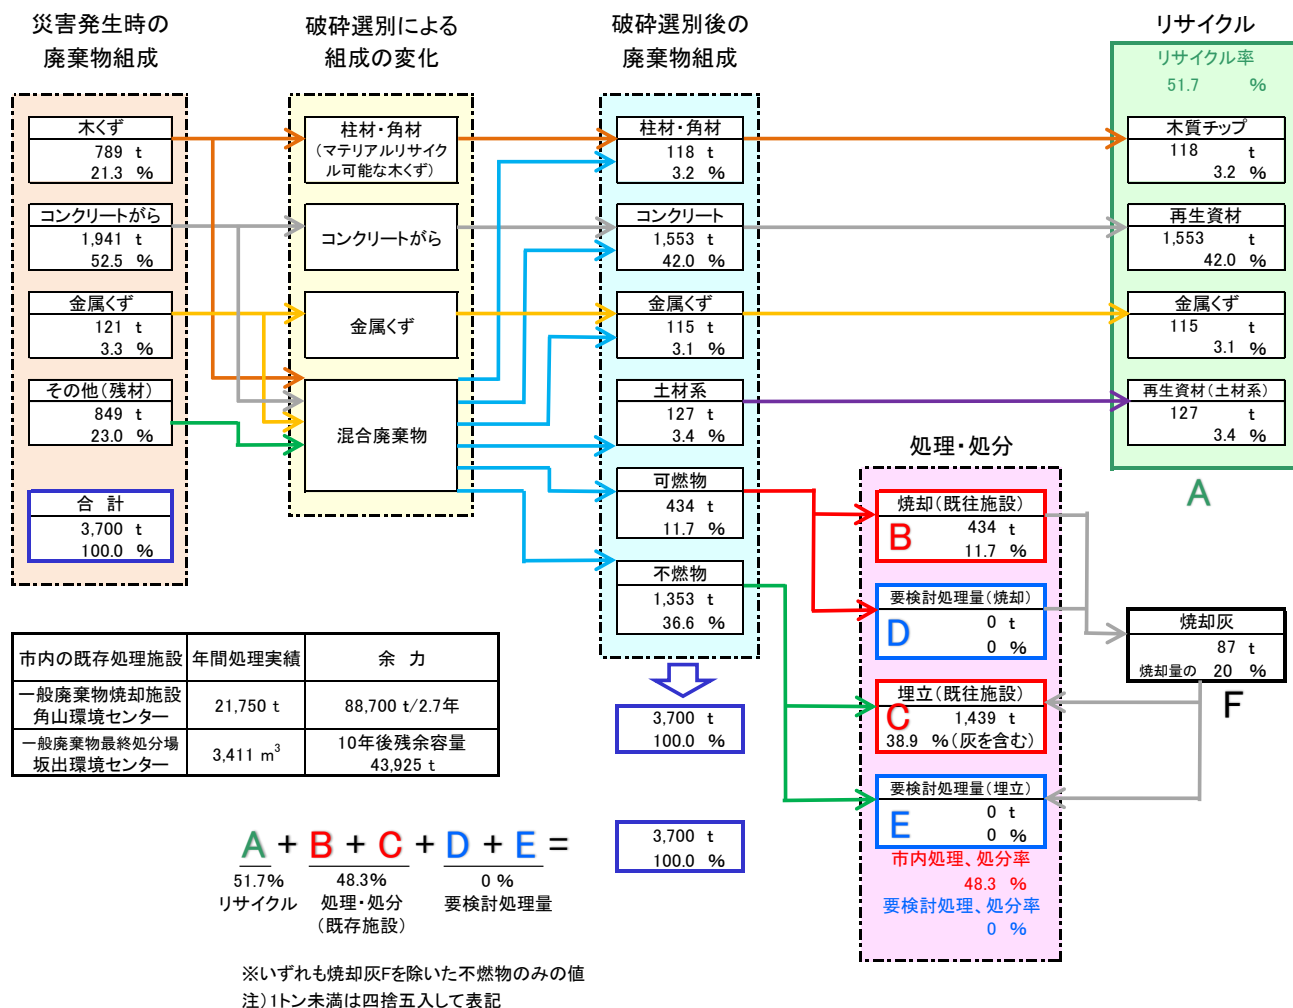 災害発生時の
廃棄物組成
木くず
789 t
21.3 %
コンクリートがら
1,941 t
52.5 %
金属くず
121 t
3.3 %
その他(残材)
849 t
23.0 %
合 計
3,700 t
100.0 %
破砕選別による
組成の変化
柱材・角材
(マテリアルリサイク
ル可能な木くず)
コンクリートがら
金属くず
混合廃棄物
破砕選別後の
廃棄物組成
柱材・角材
118 t
3.2 %
コンクリート
1,553 t
42.0 %
金属くず
115 t
3.1 %
土材系
127 t
3.4 %
可燃物
434 t
11.7 %
不燃物
1,353 t
36.6 %
3,700 t
100.0 %
3,700 t
100.0 %
処理・処分
焼却(既往施設)
B
434 t
11.7 %
要検討処理量(焼却)
D
0 t
0 %
埋立(既往施設)
C
1,439 t
38.9 %(灰を含む)
要検討処理量(埋立)
E
0 t
0 %
市内処理、処分率
48.3 %
要検討処理、処分率
0 %
リサイクル
リサイクル率
51.7 %
木質チップ
118 t
3.2 %
再生資材
1,553 t
42.0 %
金属くず
115 t
3.1 %
再生資材(土材系)
127 t
3.4 %
A
焼却灰
87 t
焼却量の 20 %
F
市内の既存処理施設 年間処理実績 余 力
一般廃棄物焼却施設
角山環境センター
21,750 t
88,700 t/2.7年
一般廃棄物最終処分場
坂出環境センター
3,411 m³
10年後残余容量
43,925 t
A + B + C + D + E =
51.7% 48.3% 0 %
リサイクル 処理・処分 要検討処理量
(既存施設)
※いずれも焼却灰Fを除いた不燃物のみの値
注)1トン未満は四捨五入して表記